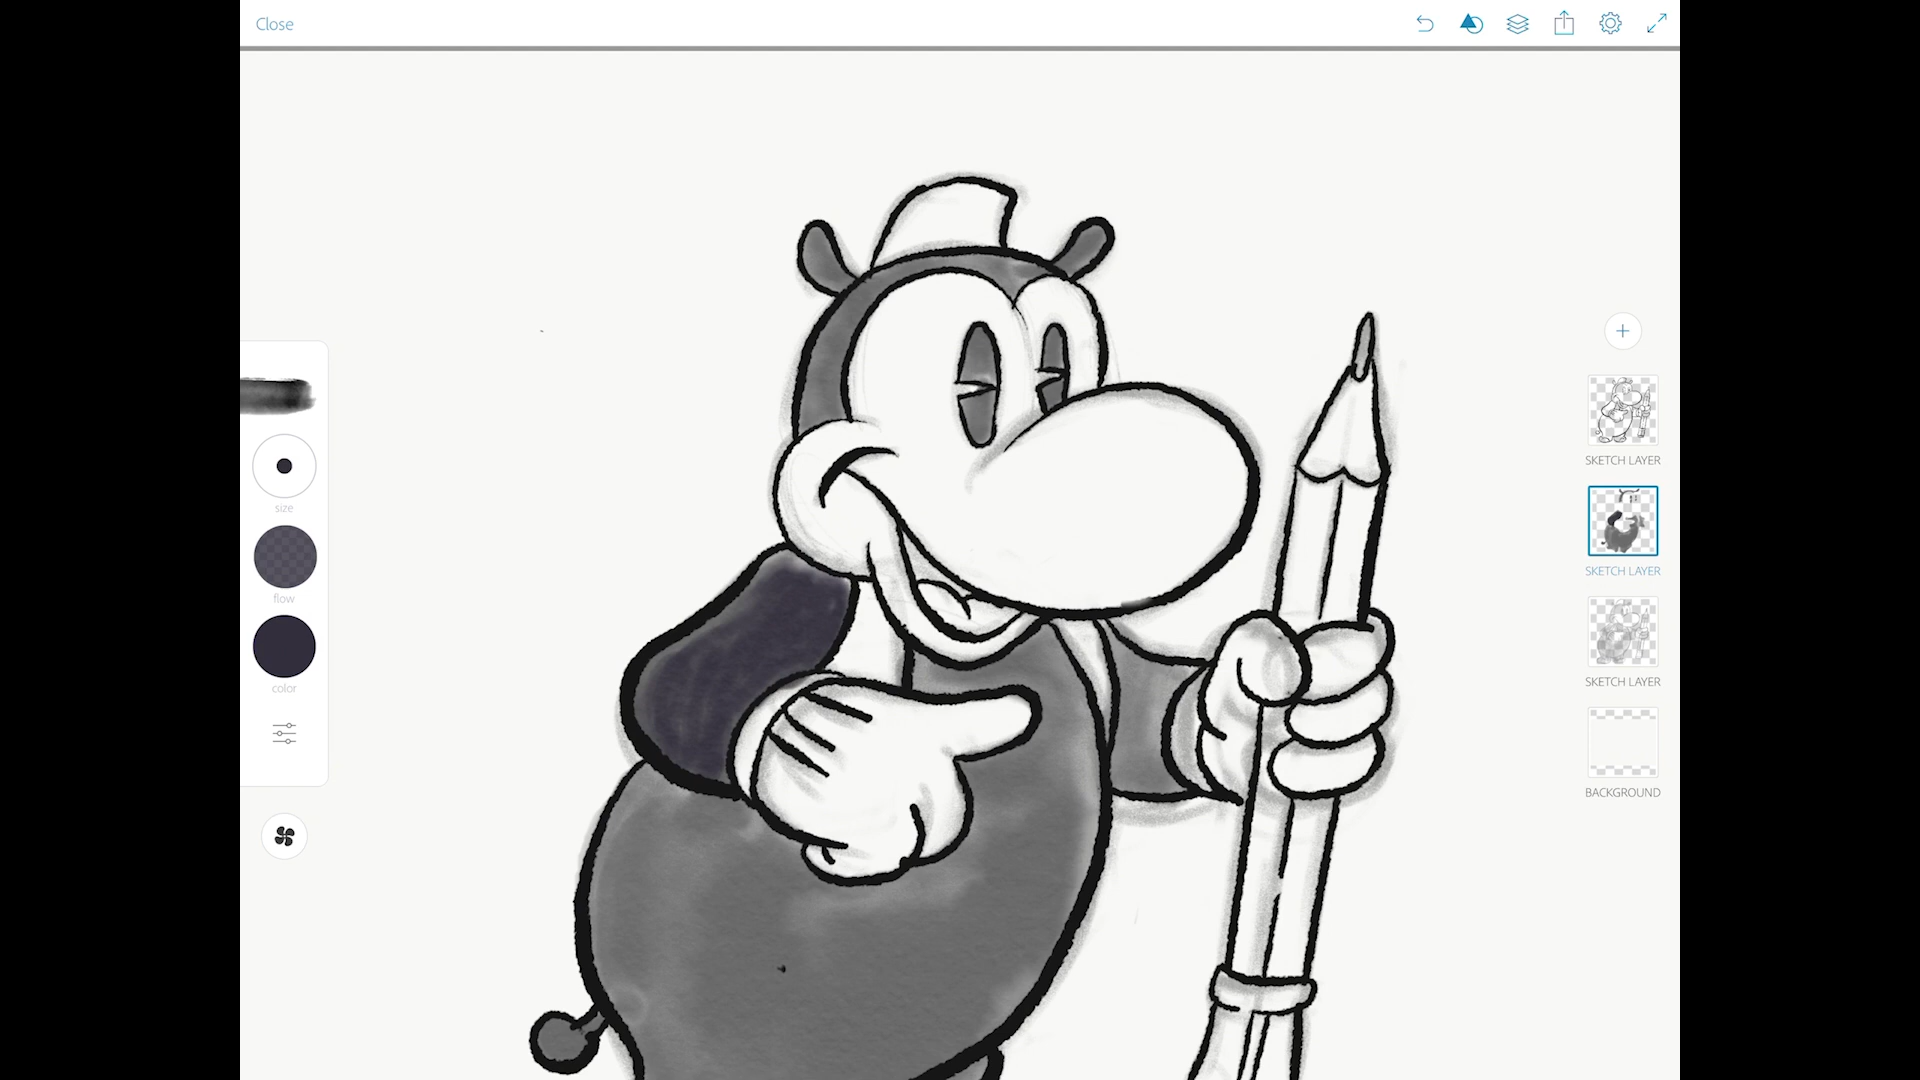 Close
size
flow
color
SKETCH LAYER
SKETCH LAYER
SKETCH LAYER
BACKGROUND